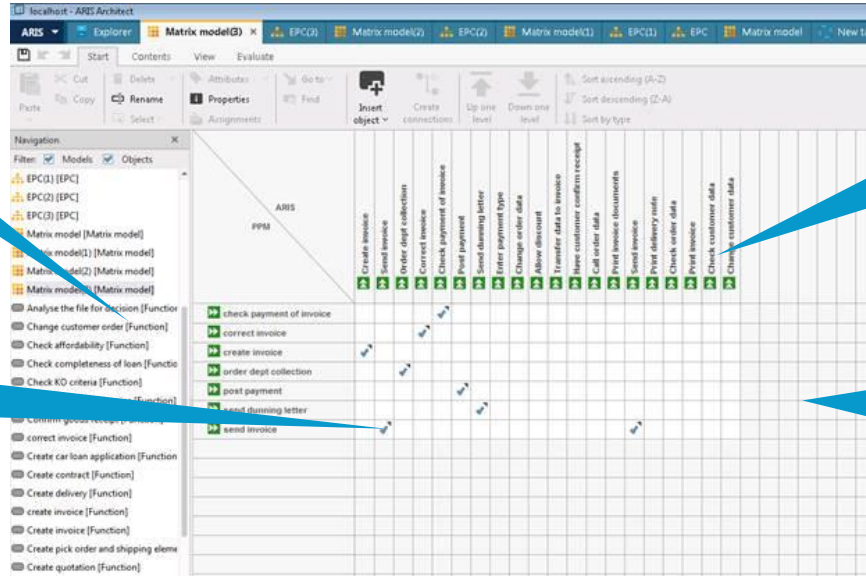 localhost - ARIS Architect
ARIS Explorer Matrix model(3) × EPC(3) Matrix model(2) EPC(2) Matrix model(1) EPC(1) EPC Matrix model New ta
Start Contents View Evaluate
Cut Delete Attributes Go to Sort ascending (A-Z)
Paste Copy Rename Properties Find Insert object Create connections Up one level Down one level Sort descending (Z-A)
Select Assignments Sort by type
Navigation ×
Filter: Models Objects
EPC(1) [EPC]
EPC(2) [EPC]
EPC(3) [EPC]
Matrix model [Matrix model]
Matrix model(1) [Matrix model]
Matrix model(2) [Matrix model]
Matrix [Matrix model]
Analyse the file for decision [Function
Change customer order [Function]
Check affordability [Function]
Check completeness of loan [Functio
Check KO criteria [Function]
correct invoice [Function]
Create car loan application [Function
Create contract [Function]
Create delivery [Function]
create invoice [Function]
Create invoice [Function]
Create pick order and shipping eleme
Create quotation [Function]
ARIS
PPM
Create invoice
Send invoice
Order dept collection
Correct invoice
Check payment of invoice
Post payment
Send dunning letter
Enter payment type
Change order data
Allow discount
Transfer data to invoice
Have customer confirm receipt
Call order data
Print invoice documents
Send invoice
Print delivery note
Check order data
Print invoice
Check customer data
Change customer data
check payment of invoice
correct invoice
create invoice
order dept collection
post payment
send dunning letter
send invoice